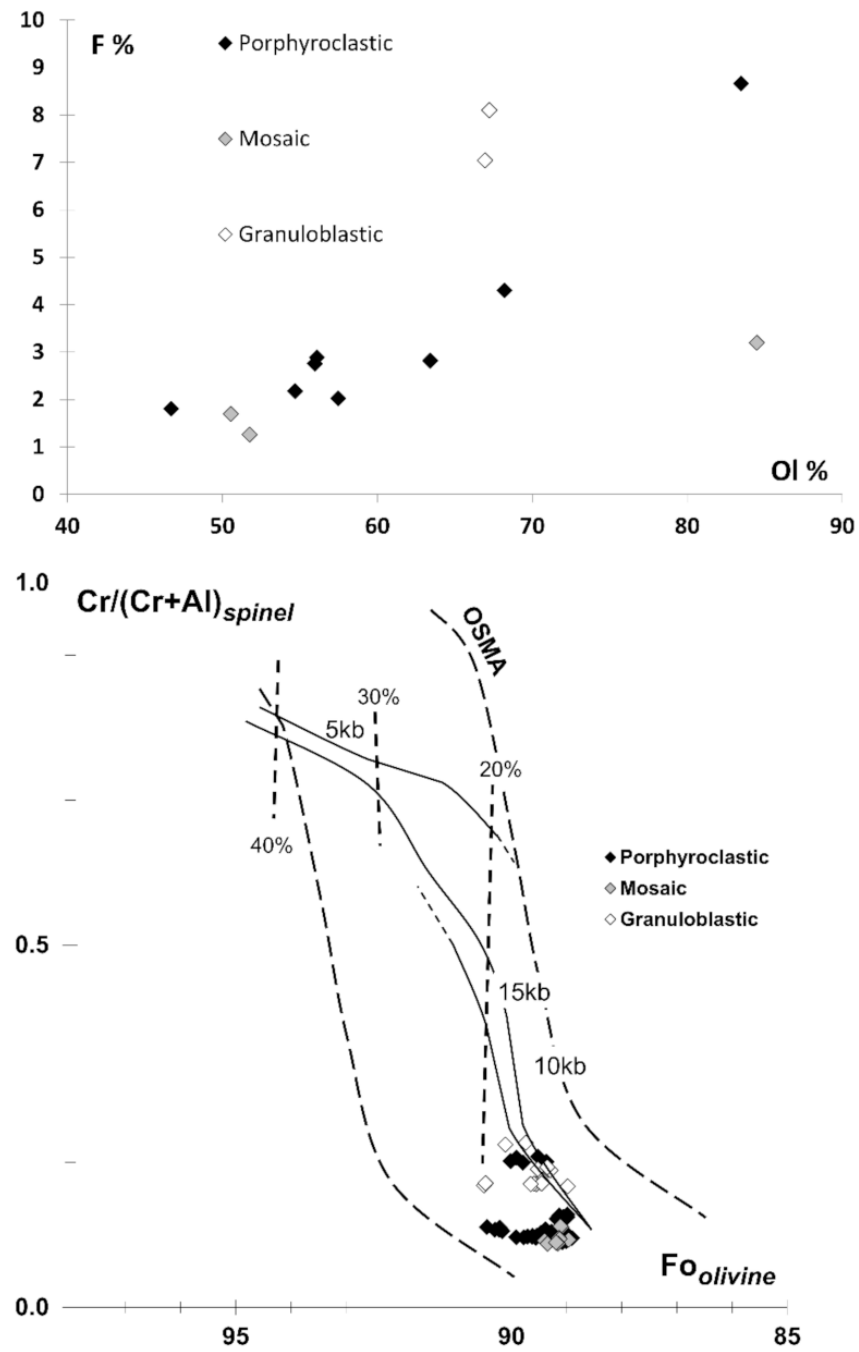 10
F %
Porphyroclastic
9
8
Mosaic
7
6
Granuloblastic
5
4
3
2
1
Ol %
0
40 50 60 70 80 90
1.0
Cr/(Cr+Al)spinel
OSMA
30%
5kb
20%
40%
Porphyroclastic
Mosaic
Granuloblastic
0.5
15kb
10kb
Foolivine
0.0
95 90 85